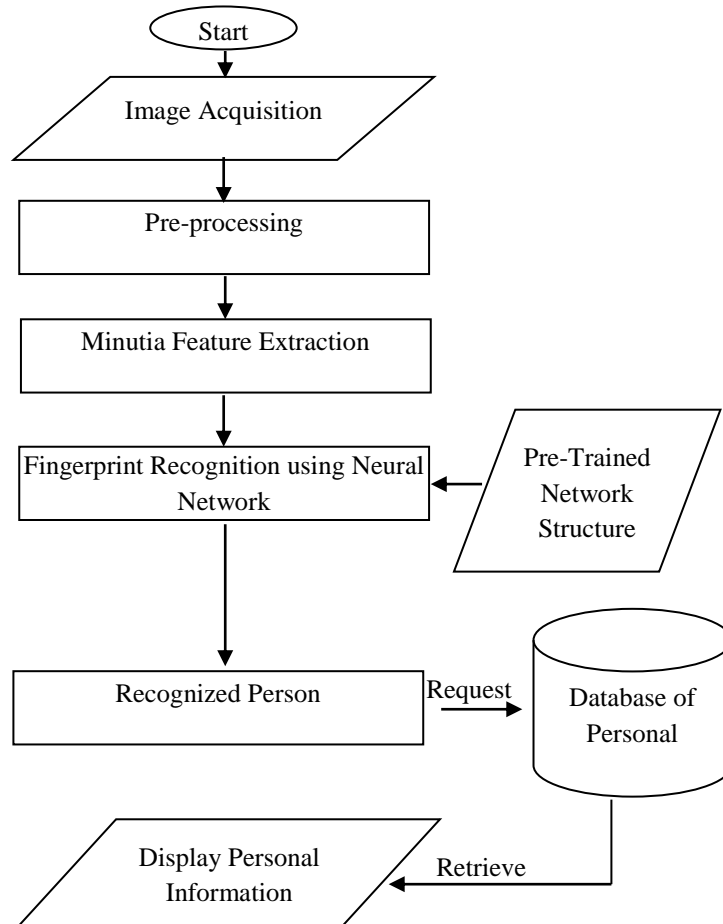 Start
Image Acquisition
Pre-processing
Minutia Feature Extraction
Fingerprint Recognition using Neural
Network
Pre-Trained
Network
Structure
Recognized Person
Request
Database of
Personal
Display Personal
Information
Retrieve